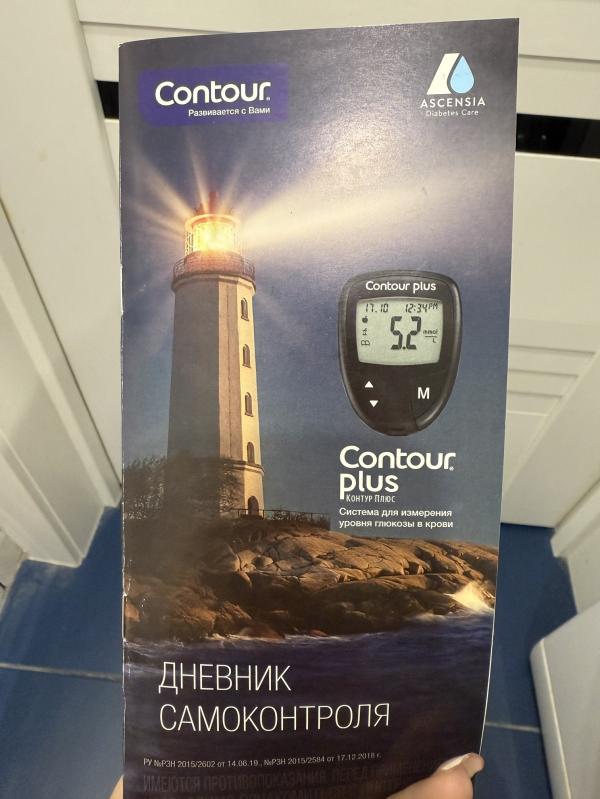 Contour®
Развивается с Вами
ASCENSIA
Diabetes Care
Contour plus
17.10 12:34PM
5.2 mmol/L
M
Contour®
plus
Контур Плюс
Система для измерения
уровня глюкозы в крови
ДНЕВНИК
САМОКОНТРОЛЯ
РУ №РЗН 2015/2602 от 14.06.19., №РЗН 2015/2584 от 17.12.2018 г.
ИМЕЮТСЯ ПРОТИВОПОКАЗАНИЯ. ПЕРЕД